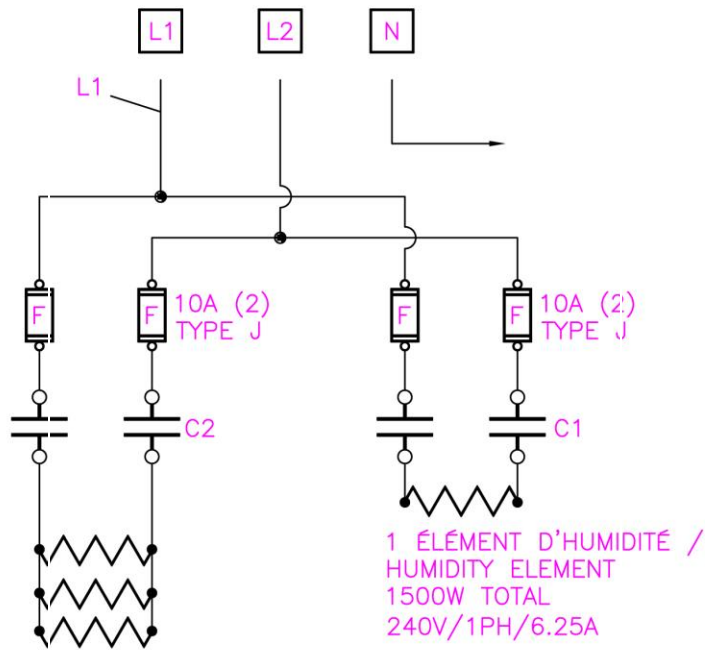 L1 L2 N
L1
F F 10A (2) F F 10A (2)
TYPE J TYPE J
C2 C1
1 ÉLÉMENT D'HUMIDITÉ /
HUMIDITY ELEMENT
1500W TOTAL
240V/1PH/6.25A